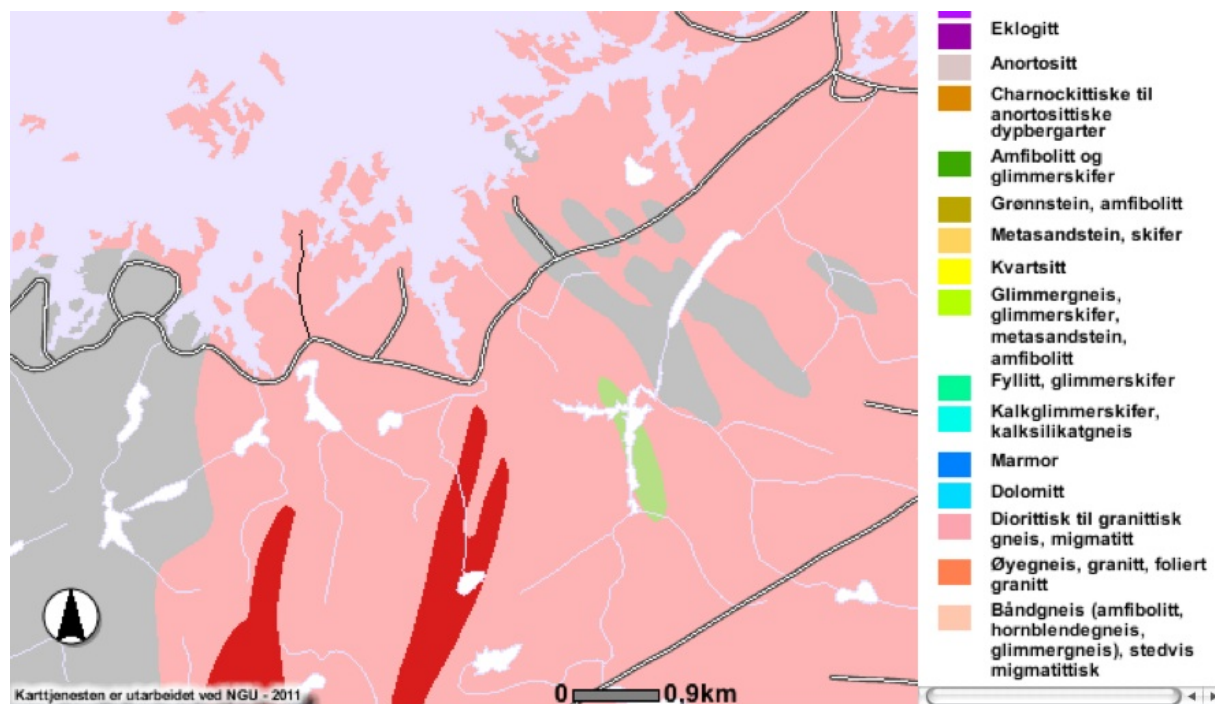 Eklogitt
Anortositt
Charnockittiske til
anortosittiske
dypbergarter
Amfibolitt og
glimmerskifer
Grønnstein, amfibolitt
Metasandstein, skifer
Kvartsitt
Glimmergneis,
glimmerskifer,
metasandstein,
amfibolitt
Fyllitt, glimmerskifer
Kalkglimmerskifer,
kalksilikatgneis
Marmor
Dolomitt
Diorittisk til granittisk
gneis, migmatitt
Øyegneis, granitt, foliert
granitt
Båndgneis (amfibolitt,
hornblendegneis,
glimmergneis), stedvis
migmatittisk
Karttjenesten er utarbeidet ved NGU - 2011
0 0,9km